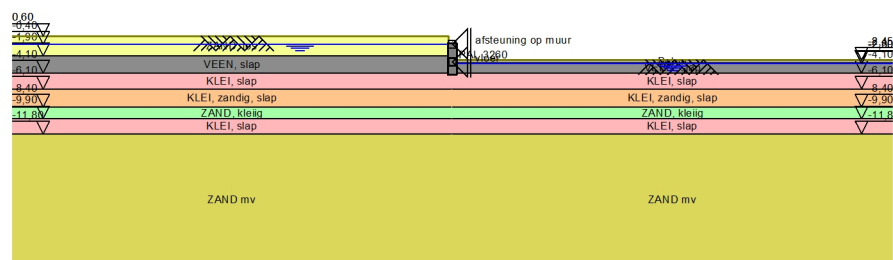 0,60
-0,40
-1,90
-4,10
-6,10
-8,40
-9,90
-11,80
afsteuning op muur
vloer
VEEN, slap
KLEI, slap
KLEI, slap
KLEI, zandig, slap
KLEI, zandig, slap
ZAND, kleiig
ZAND, kleiig
KLEI, slap
KLEI, slap
ZAND mv
ZAND mv
-4,10
-6,10
-8,40
-9,90
-11,8